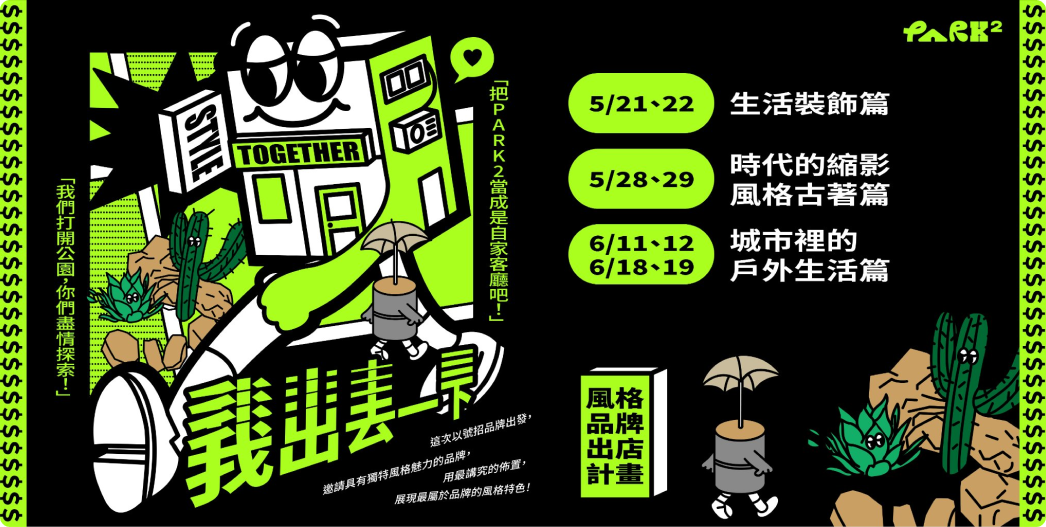 PARK2
STYLE
TOGETHER
「把PARK2當成是自家客廳吧！」
「我們打開公園，你們盡情探索！」
我出去一下
這次以號招品牌出發，
邀請具有獨特風格魅力的品牌，
用最講究的佈置，
展現最屬於品牌的風格特色！
5/21、22
生活裝飾篇
5/28、29
時代的縮影
風格古著篇
6/11、12
6/18、19
城市裡的
戶外生活篇
風格
品牌
出店
計畫